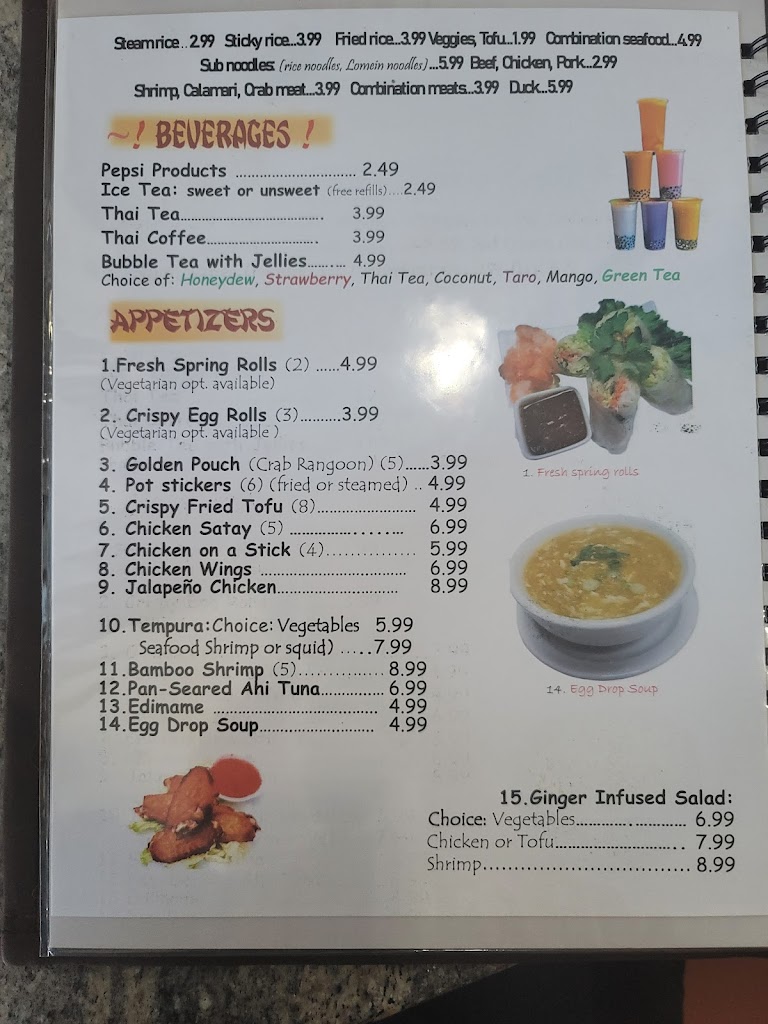 Steam rice..2.99 Sticky rice...3.99 Fried rice...3.99 Veggies, Tofu...1.99 Combination seafood...4.99
Sub noodles: (rice noodles, Lomein noodles)...5.99 Beef, Chicken, Pork...2.99
Shrimp, Calamari, Crab meat...3.99 Combination meats...3.99 Duck...5.99
~! BEVERAGES !
Pepsi Products .............................. 2.49
Ice Tea: sweet or unsweet (free refills)....2.49
Thai Tea.................................... 3.99
Thai Coffee............................. 3.99
Bubble Tea with Jellies......... 4.99
Choice of: Honeydew, Strawberry, Thai Tea, Coconut, Taro, Mango, Green Tea
APPETIZERS
1.Fresh Spring Rolls (2) ......4.99
(Vegetarian opt. available)
2. Crispy Egg Rolls (3)..........3.99
(Vegetarian opt. available )
3. Golden Pouch (Crab Rangoon) (5)......3.99
4. Pot stickers (6) (fried or steamed) .. 4.99
5. Crispy Fried Tofu (8)........................ 4.99
6. Chicken Satay (5) ............................ 6.99
7. Chicken on a Stick (4)................ 5.99
8. Chicken Wings .................................... 6.99
9. Jalapeño Chicken.............................. 8.99
1. Fresh spring rolls
10.Tempura:Choice: Vegetables 5.99
Seafood Shrimp or squid) .....7.99
11.Bamboo Shrimp (5)............... 8.99
12.Pan-Seared Ahi Tuna............... 6.99
13.Edimame ........................................ 4.99
14.Egg Drop Soup............................ 4.99
14. Egg Drop Soup
15.Ginger Infused Salad:
Choice: Vegetables........................... 6.99
Chicken or Tofu................................ 7.99
Shrimp.................................. 8.99